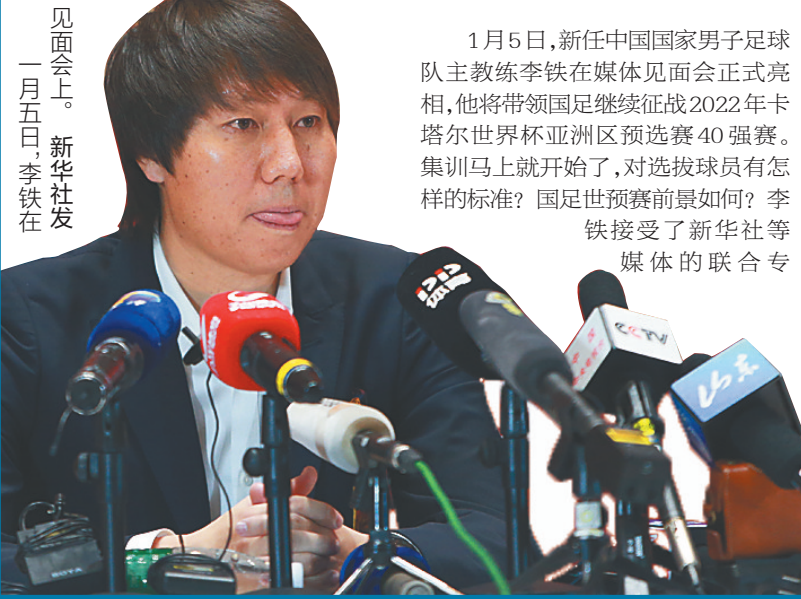 一月五日，李铁在
见面会上。 新华社发
1月5日，新任中国国家男子足球
队主教练李铁在媒体见面会正式亮
相，他将带领国足继续征战2022年卡
塔尔世界杯亚洲区预选赛40强赛。
集训马上就开始了，对选拔球员有怎
样的标准？国足世预赛前景如何？李
铁接受了新华社等
媒体的联合专
CCTV
山东
BOYA